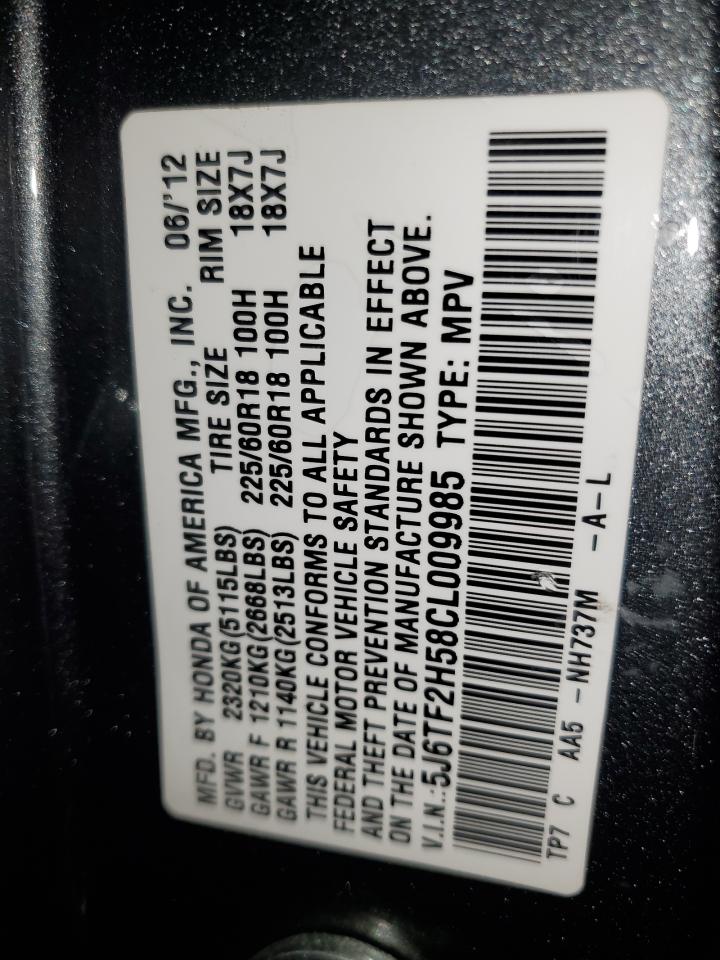 MFD. BY HONDA OF AMERICA MFG., INC. 06/'12
GVWR 2320KG(5115LBS) TIRE SIZE RIM SIZE
GAWR F 1210KG(2668LBS) 225/60R18 100H 18X7J
GAWR R 1140KG(2513LBS) 225/60R18 100H 18X7J
THIS VEHICLE CONFORMS TO ALL APPLICABLE
FEDERAL MOTOR VEHICLE SAFETY
AND THEFT PREVENTION STANDARDS IN EFFECT
ON THE DATE OF MANUFACTURE SHOWN ABOVE.
V.I.N.:5J6TF2H58CL009985 TYPE: MPV
TP7 C AA5 -NH737M -A-L